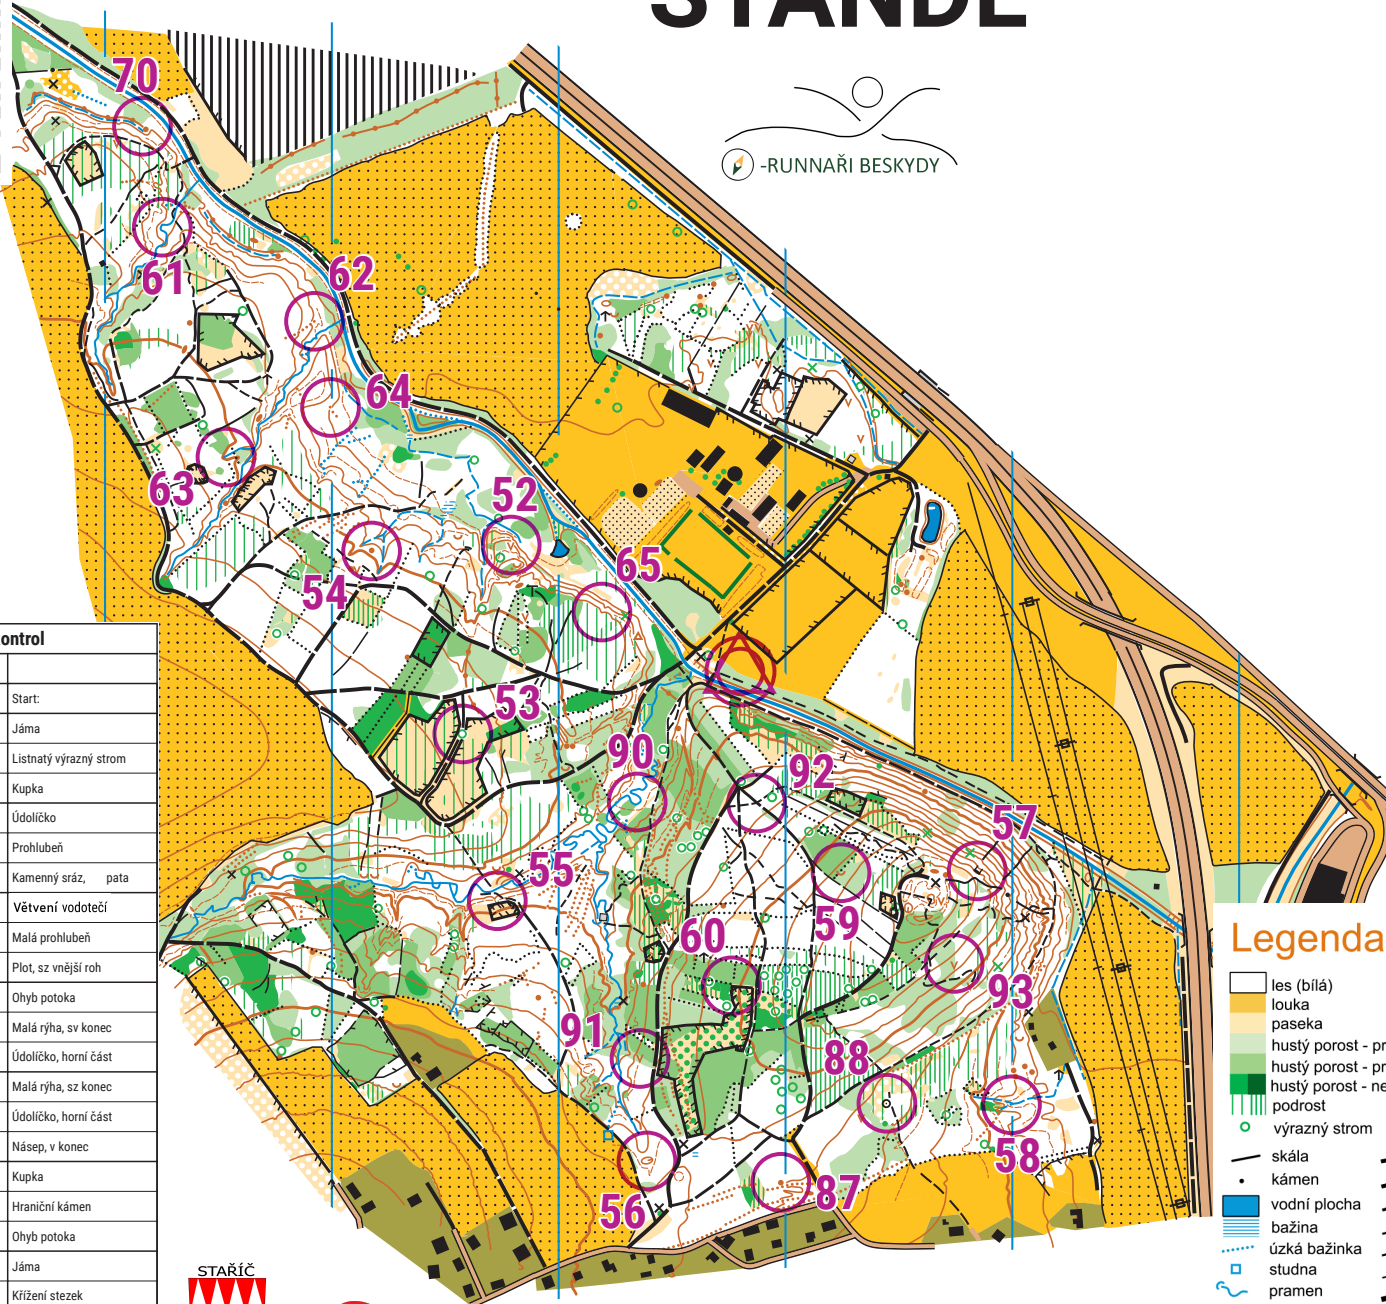 STANDE
-RUNNAŘI BESKYDY
70
61
62
64
63
52
54
65
53
90
92
57
55
59
60
93
91
88
58
56
87
ontrol
Start:
Jáma
Listnatý výrazný strom
Kupka
Údolíčko
Prohlubeň
Kamenný sráz, pata
Větvení vodotečí
Malá prohlubeň
Plot, sz vnější roh
Ohyb potoka
Malá rýha, sv konec
Údolíčko, horní část
Malá rýha, sz konec
Údolíčko, horní část
Násep, v konec
Kupka
Hraniční kámen
Ohyb potoka
Jáma
Křížení stezek
STAŘÍČ
Legenda
les (bílá)
louka
paseka
hustý porost - pr
hustý porost - pr
hustý porost - ne
podrost
výrazný strom
skála
kámen
vodní plocha
bažina
úzká bažinka
studna
pramen